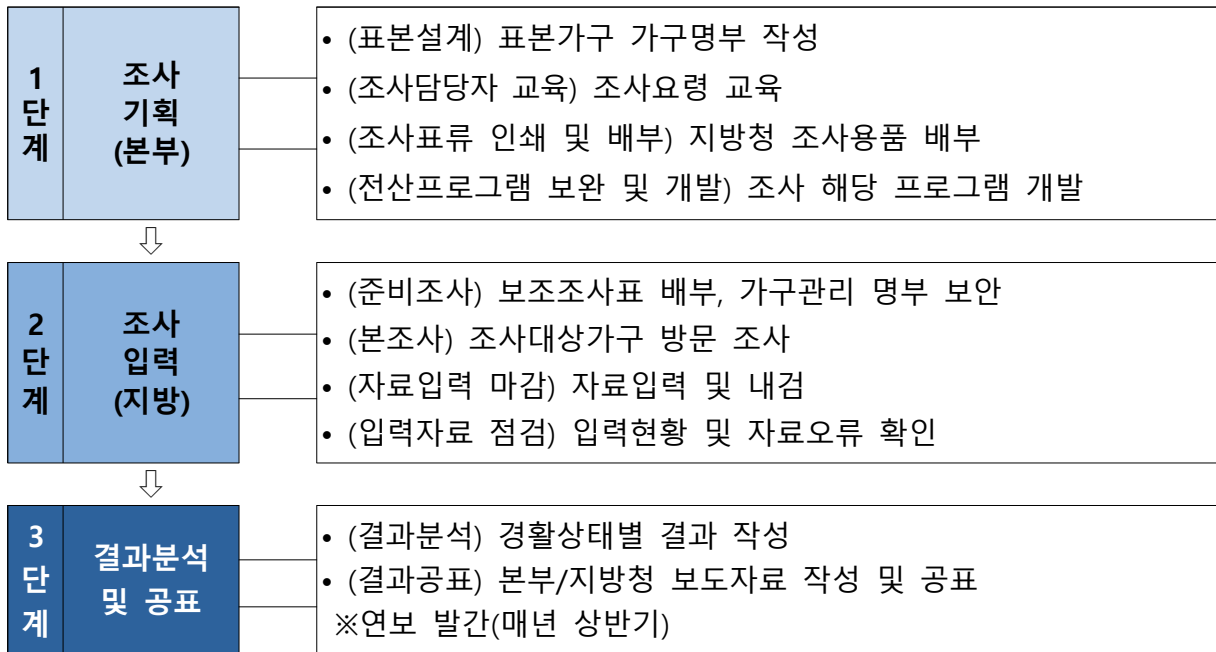 1
단
계
조사
기획
(본부)
• (표본설계) 표본가구 가구명부 작성
• (조사담당자 교육) 조사요령 교육
• (조사표류 인쇄 및 배부) 지방청 조사용품 배부
• (전산프로그램 보완 및 개발) 조사 해당 프로그램 개발
2
단
계
조사
입력
(지방)
• (준비조사) 보조조사표 배부, 가구관리 명부 보안
• (본조사) 조사대상가구 방문 조사
• (자료입력 마감) 자료입력 및 내검
• (입력자료 점검) 입력현황 및 자료오류 확인
3
단
계
결과분석
및 공표
• (결과분석) 경활상태별 결과 작성
• (결과공표) 본부/지방청 보도자료 작성 및 공표
※연보 발간(매년 상반기)